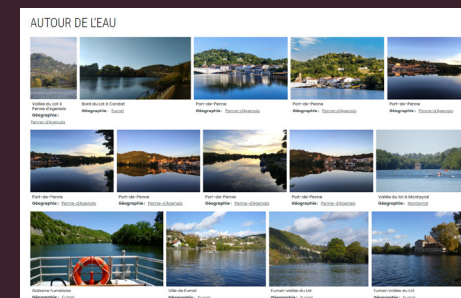 AUTOUR DE L'EAU
Vallée du Lot à
Penne d'Agenais
Géographie :
Penne-d'Agenais
Bord du Lot à Condat
Géographie : Fumel
Port-de-Penne
Géographie : Penne-d'Agenais
Port-de-Penne
Géographie : Penne-d'Agenais
Port-de-Penne
Géographie : Penne-d'Agenais
Port-de-Penne
Géographie : Penne-d'Agenais
Port-de-Penne
Géographie : Penne-d'Agenais
Port-de-Penne
Géographie : Penne-d'Agenais
Port-de-Penne
Géographie : Penne-d'Agenais
Vallée du lot à Montayral
Géographie : Montayral
Gabarre fuméloise
Géographie : Fumel
Ville de Fumel
Géographie : Fumel
Fumel-Vallée du Lot
Géographie : Fumel
Fumel-Vallée du Lot
Géographie : Fumel